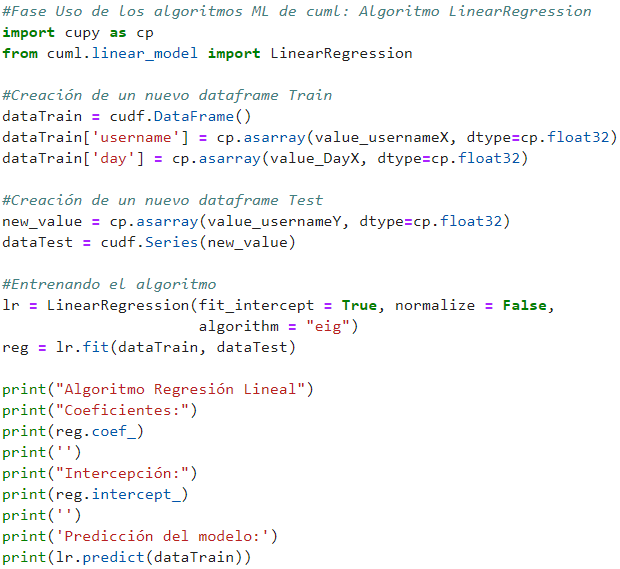 #Fase Uso de los algoritmos ML de cuml: Algoritmo LinearRegression
import cupy as cp
from cuml.linear_model import LinearRegression

#Creación de un nuevo dataframe Train
dataTrain = cudf.DataFrame()
dataTrain['username'] = cp.asarray(value_usernameX, dtype=cp.float32)
dataTrain['day'] = cp.asarray(value_DayX, dtype=cp.float32)

#Creación de un nuevo dataframe Test
new_value = cp.asarray(value_usernameY, dtype=cp.float32)
dataTest = cudf.Series(new_value)

#Entrenando el algoritmo
lr = LinearRegression(fit_intercept = True, normalize = False,
                      algorithm = "eig")
reg = lr.fit(dataTrain, dataTest)

print("Algoritmo Regresión Lineal")
print("Coeficientes:")
print(reg.coef_)
print('')
print("Intercepción:")
print(reg.intercept_)
print('')
print('Predicción del modelo:')
print(lr.predict(dataTrain))